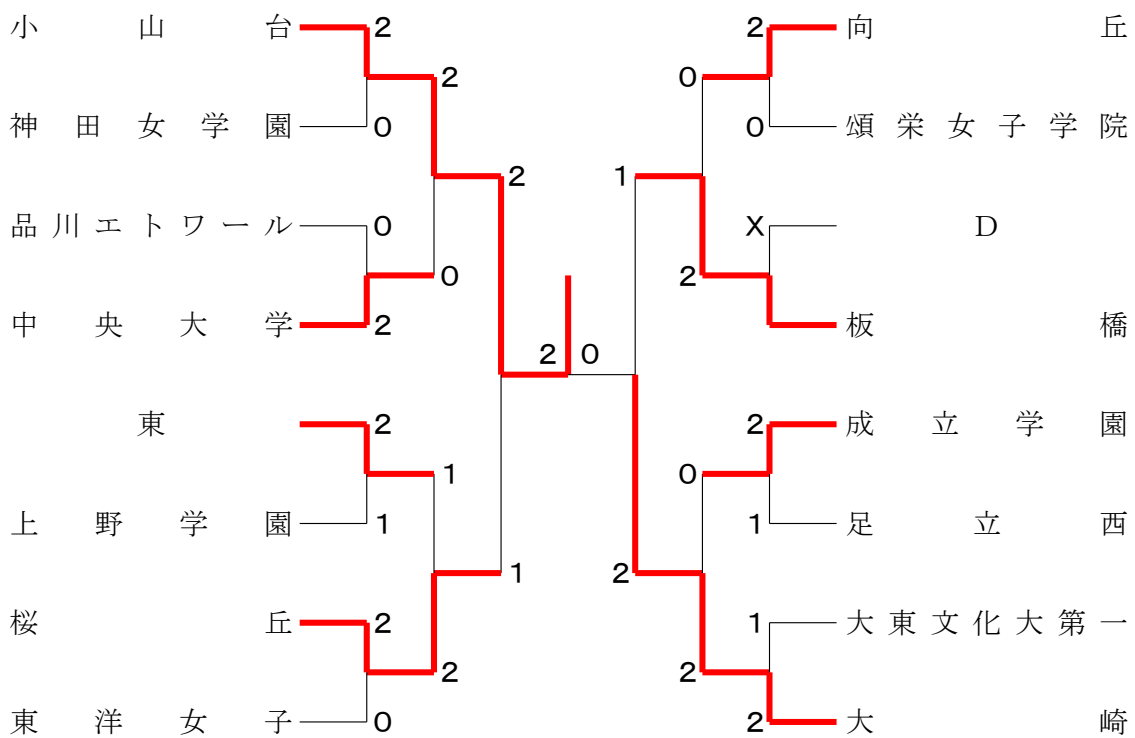 小山台 2 2 向丘
2 0
神田女学園 0 0 頌栄女子学院
2 1
品川エトワール 0 X D
0 2
中央大学 2 板橋
2 0
東 2 2 成立学園
1 0
上野学園 1 1 足立西
1 2
桜丘 2 1 大東文化大第一
2 2
東洋女子 0 2 大崎